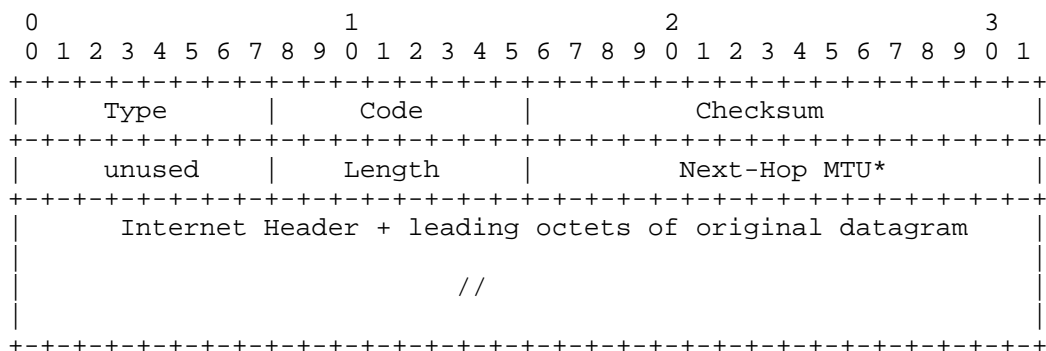 0                   1                   2                   3
 0 1 2 3 4 5 6 7 8 9 0 1 2 3 4 5 6 7 8 9 0 1 2 3 4 5 6 7 8 9 0 1
+-+-+-+-+-+-+-+-+-+-+-+-+-+-+-+-+-+-+-+-+-+-+-+-+-+-+-+-+-+-+-+-+
|     Type      |     Code      |          Checksum             |
+-+-+-+-+-+-+-+-+-+-+-+-+-+-+-+-+-+-+-+-+-+-+-+-+-+-+-+-+-+-+-+-+
|     unused    |    Length     |         Next-Hop MTU*         |
+-+-+-+-+-+-+-+-+-+-+-+-+-+-+-+-+-+-+-+-+-+-+-+-+-+-+-+-+-+-+-+-+
|      Internet Header + leading octets of original datagram    |
|                                                               |
|                           //                                  |
|                                                               |
+-+-+-+-+-+-+-+-+-+-+-+-+-+-+-+-+-+-+-+-+-+-+-+-+-+-+-+-+-+-+-+-+